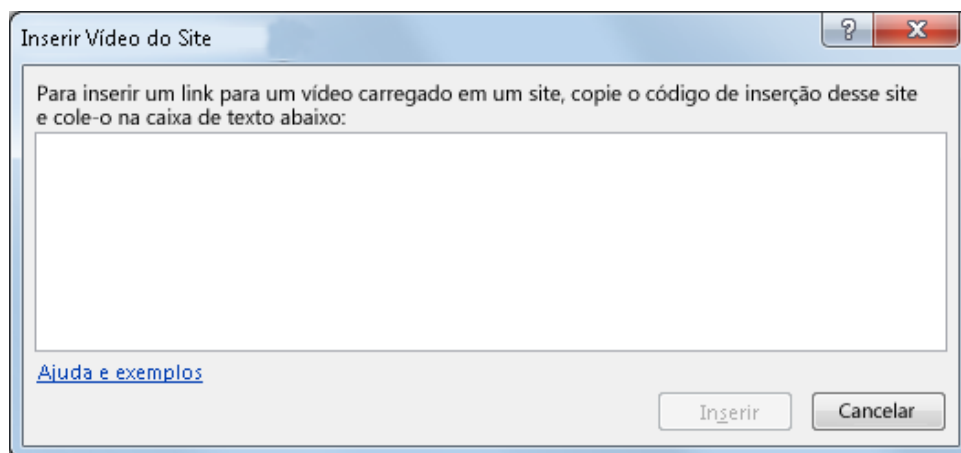 Inserir Vídeo do Site
?
Para inserir um link para um vídeo carregado em um site, copie o código de inserção desse site
e cole-o na caixa de texto abaixo:
Ajuda e exemplos
Inserir
Cancelar